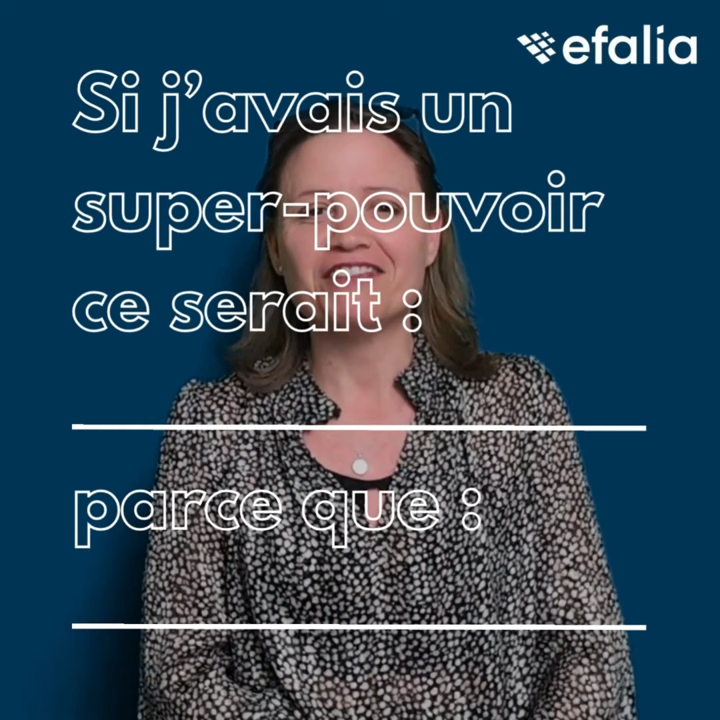 efalia
Si j’avais un
super-pouvoir
ce serait :
parce que :